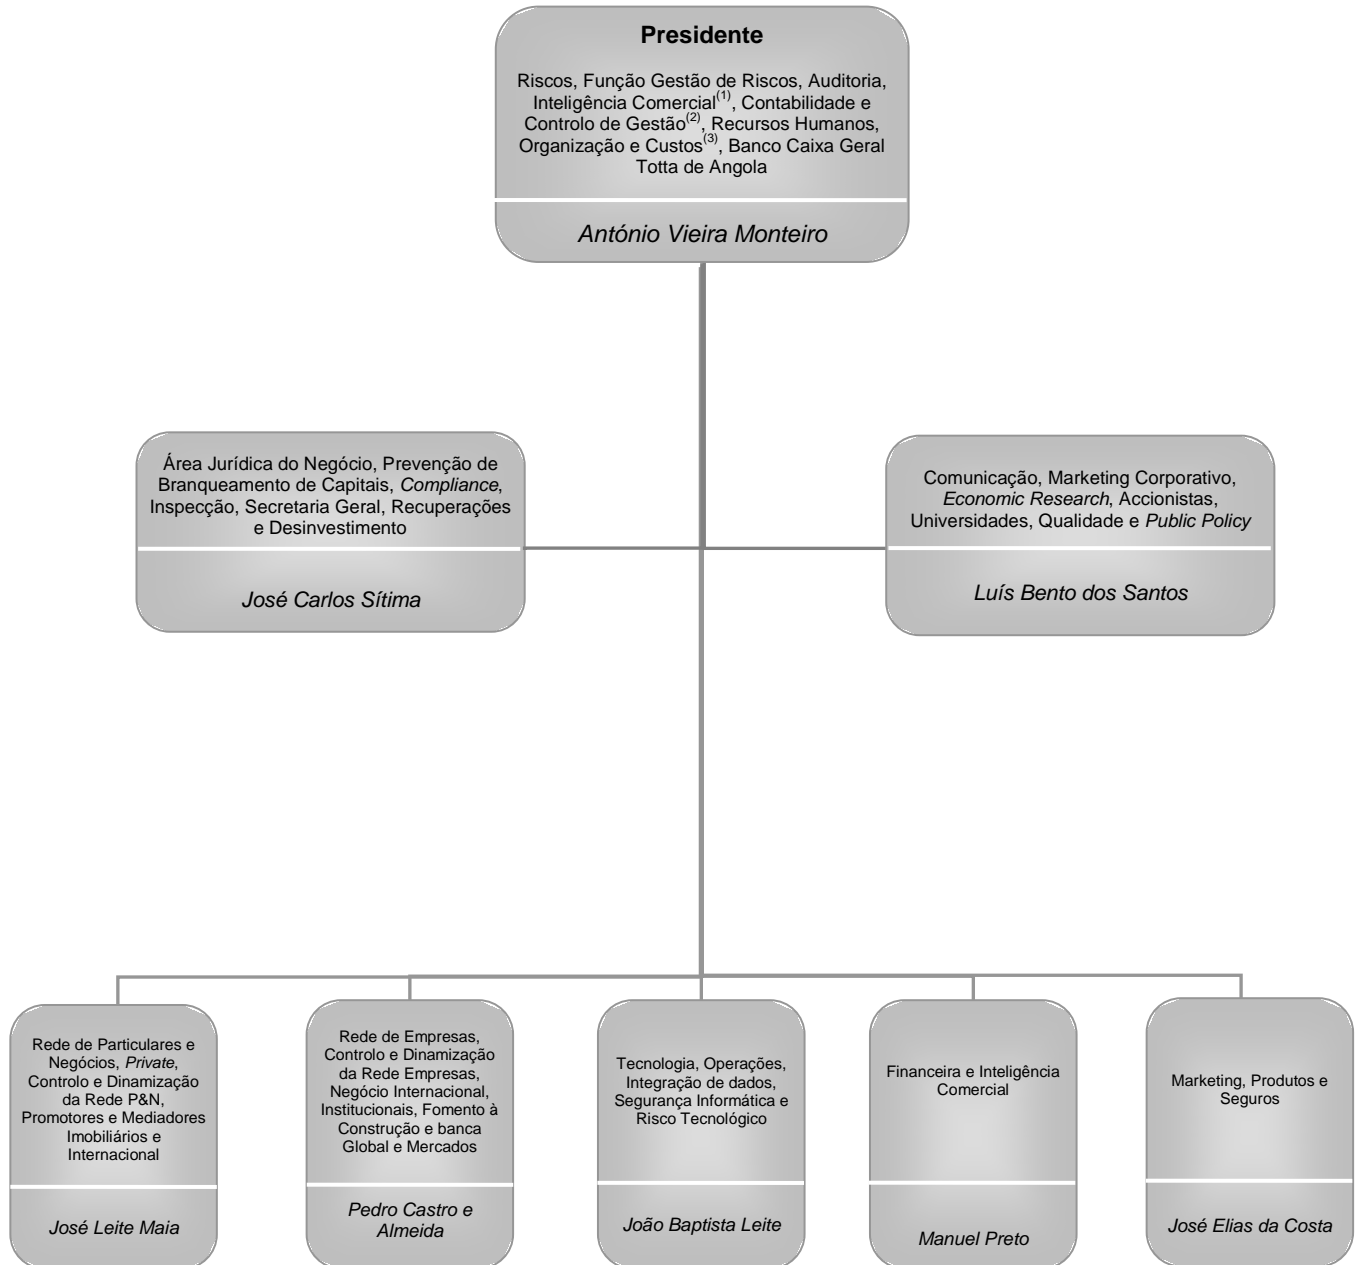 Presidente
Riscos, Função Gestão de Riscos, Auditoria,
Inteligência Comercial(1), Contabilidade e
Controlo de Gestão(2), Recursos Humanos,
Organização e Custos(3), Banco Caixa Geral
Totta de Angola
António Vieira Monteiro
Área Jurídica do Negócio, Prevenção de
Branqueamento de Capitais, Compliance,
Inspecção, Secretaria Geral, Recuperações
e Desinvestimento
José Carlos Sítima
Comunicação, Marketing Corporativo,
Economic Research, Accionistas,
Universidades, Qualidade e Public Policy
Luís Bento dos Santos
Rede de Particulares e
Negócios, Private,
Controlo e Dinamização
da Rede P&N,
Promotores e Mediadores
Imobiliários e
Internacional
José Leite Maia
Rede de Empresas,
Controlo e Dinamização
da Rede Empresas,
Negócio Internacional,
Institucionais, Fomento à
Construção e banca
Global e Mercados
Pedro Castro e
Almeida
Tecnologia, Operações,
Integração de dados,
Segurança Informática e
Risco Tecnológico
João Baptista Leite
Financeira e Inteligência
Comercial
Manuel Preto
Marketing, Produtos e
Seguros
José Elias da Costa